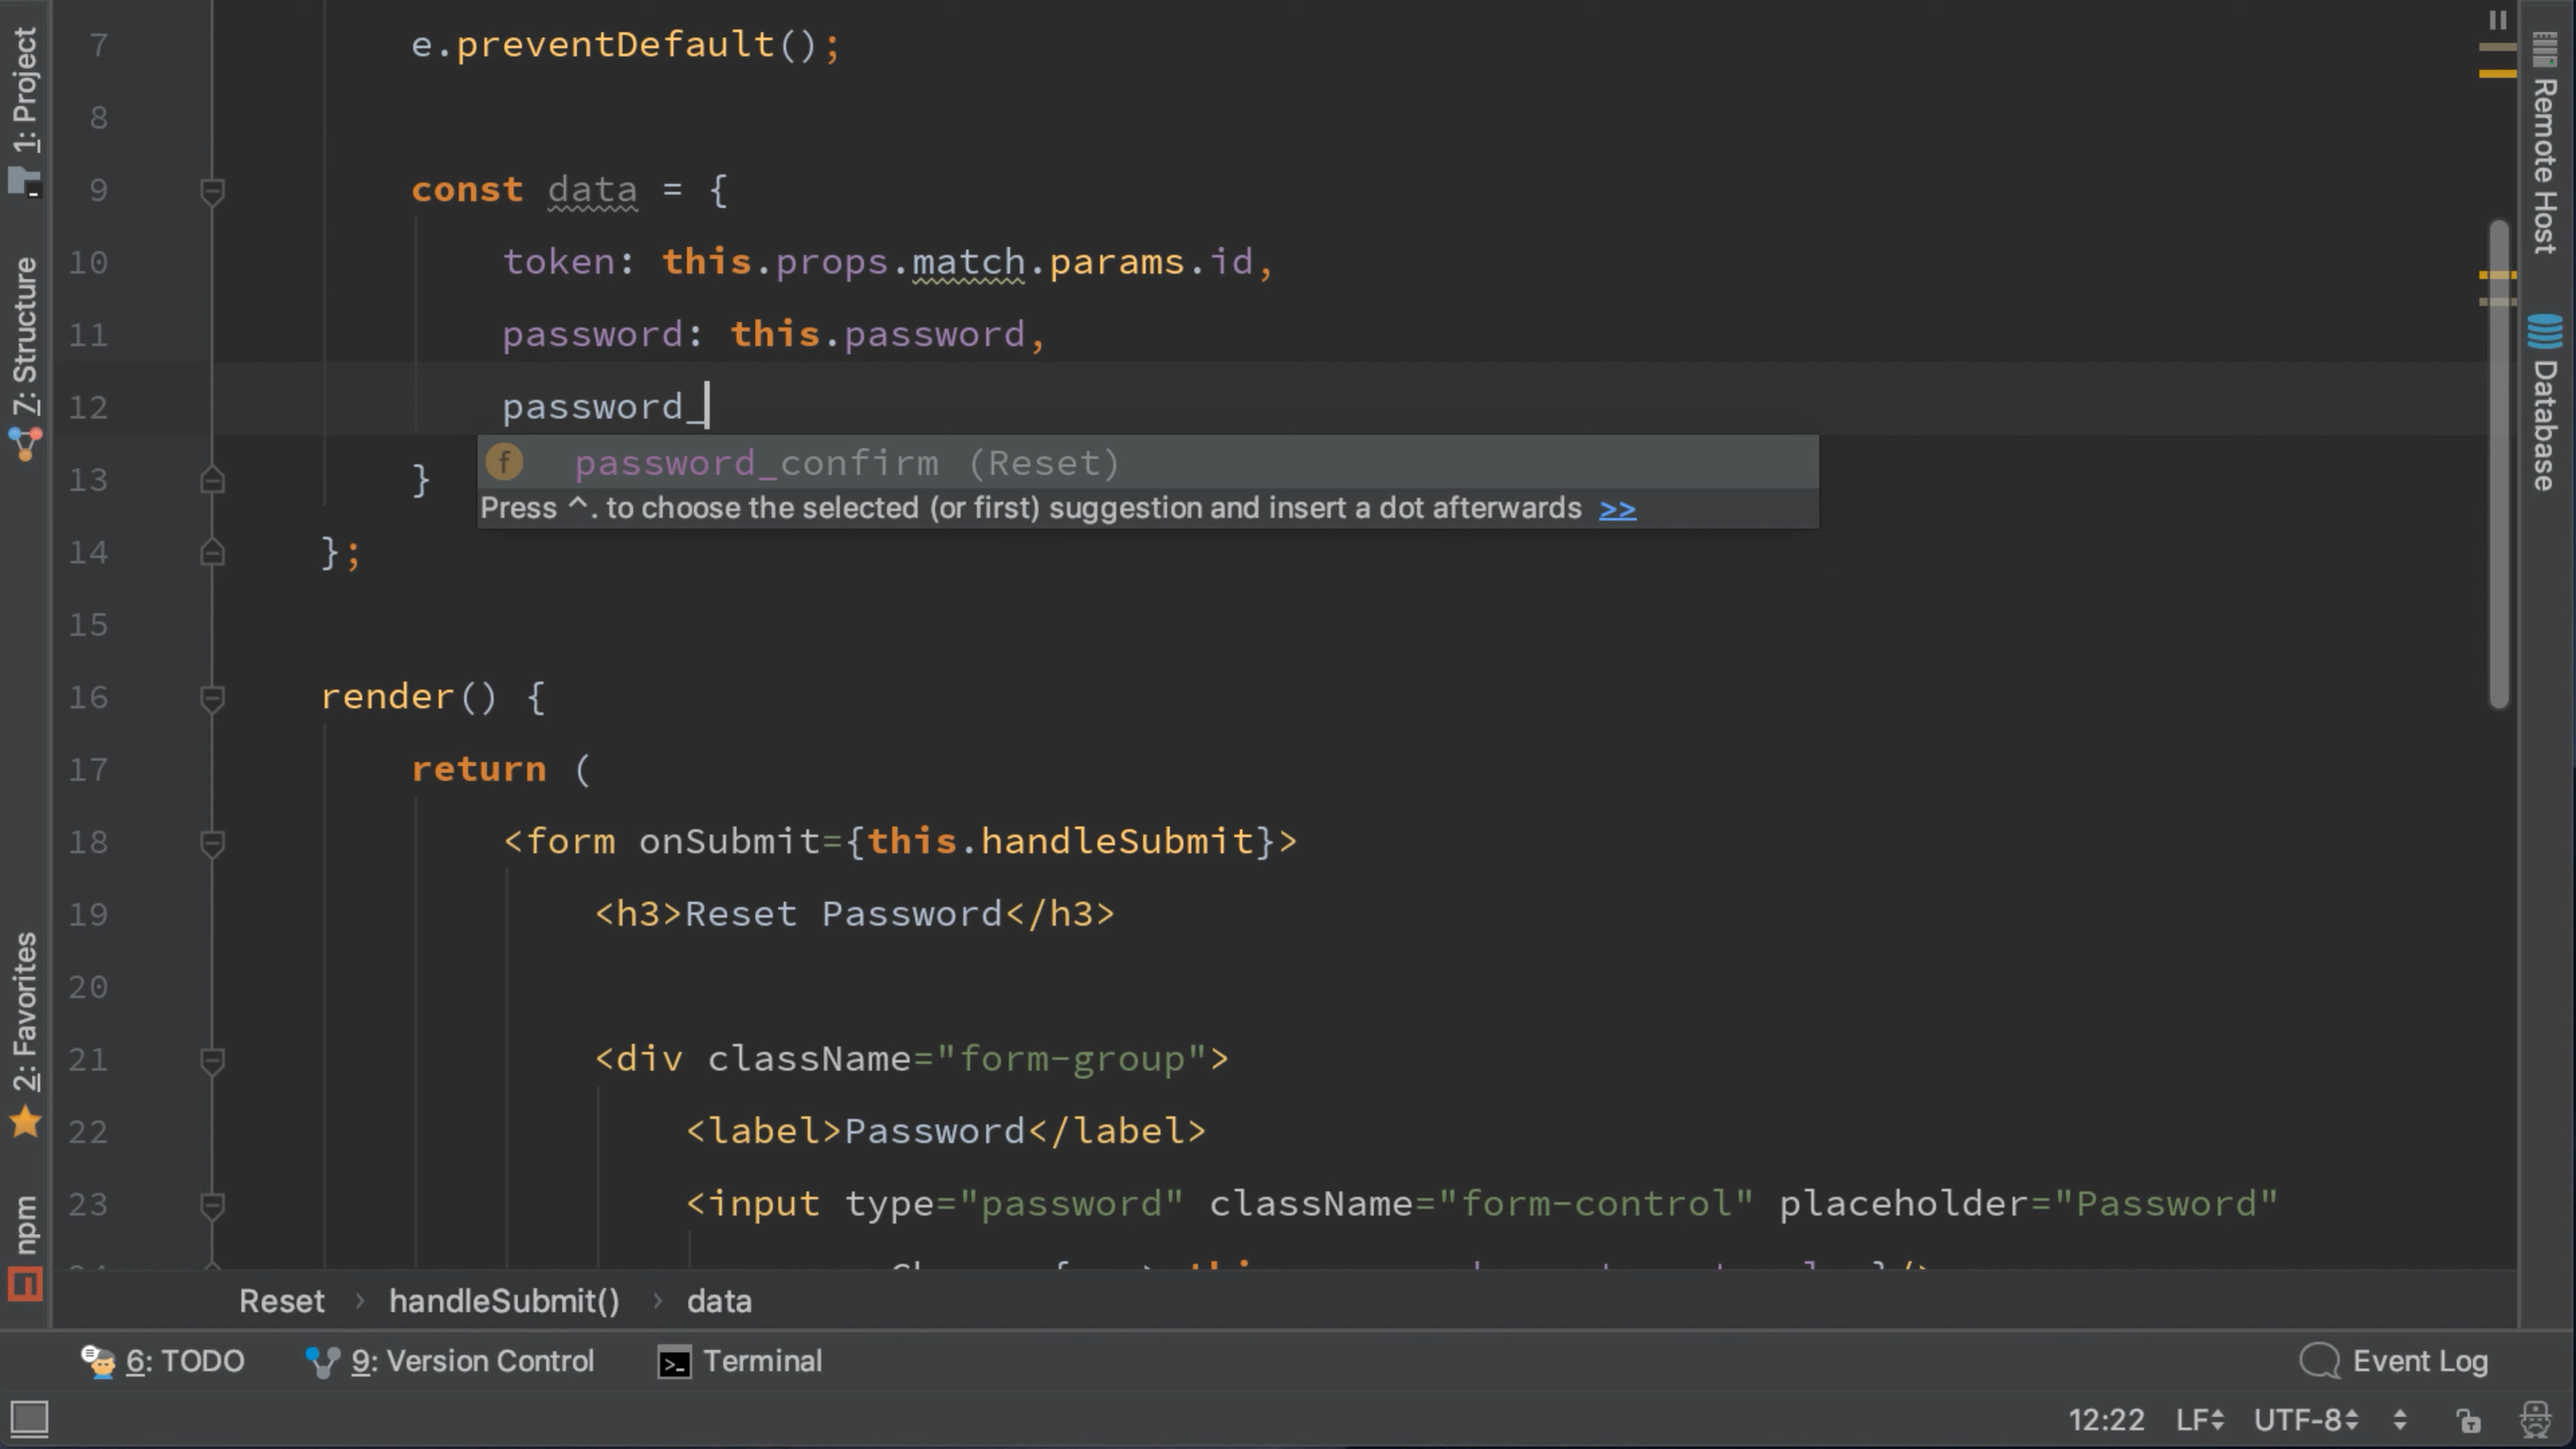 1: Project
7: Structure
2: Favorites
npm
7 e.preventDefault();
8
9 const data = {
10 token: this.props.match.params.id,
11 password: this.password,
12 password_
password_confirm (Reset)
Press ^. to choose the selected (or first) suggestion and insert a dot afterwards >>
13 }
14 };
15
16 render() {
17 return (
18 <form onSubmit={this.handleSubmit}>
19 <h3>Reset Password</h3>
20
21 <div className="form-group">
22 <label>Password</label>
23 <input type="password" className="form-control" placeholder="Password"
Reset › handleSubmit() › data
6: TODO 9: Version Control Terminal Event Log
12:22 LF UTF-8
Remote Host
Database